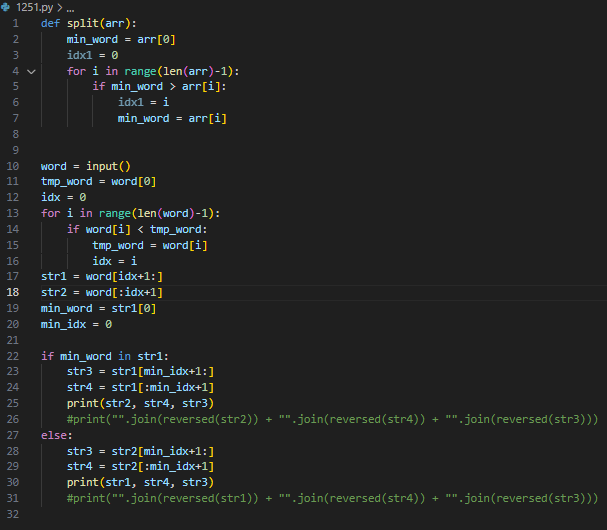 1251.py > ...
1 def split(arr):
2     min_word = arr[0]
3     idx1 = 0
4     for i in range(len(arr)-1):
5         if min_word > arr[i]:
6             idx1 = i
7             min_word = arr[i]
8
9
10 word = input()
11 tmp_word = word[0]
12 idx = 0
13 for i in range(len(word)-1):
14     if word[i] < tmp_word:
15         tmp_word = word[i]
16         idx = i
17 str1 = word[idx+1:]
18 str2 = word[:idx+1]
19 min_word = str1[0]
20 min_idx = 0
21
22 if min_word in str1:
23     str3 = str1[min_idx+1:]
24     str4 = str1[:min_idx+1]
25     print(str2, str4, str3)
26     #print("".join(reversed(str2)) + "".join(reversed(str4)) + "".join(reversed(str3)))
27 else:
28     str3 = str2[min_idx+1:]
29     str4 = str2[:min_idx+1]
30     print(str1, str4, str3)
31     #print("".join(reversed(str1)) + "".join(reversed(str4)) + "".join(reversed(str3)))
32